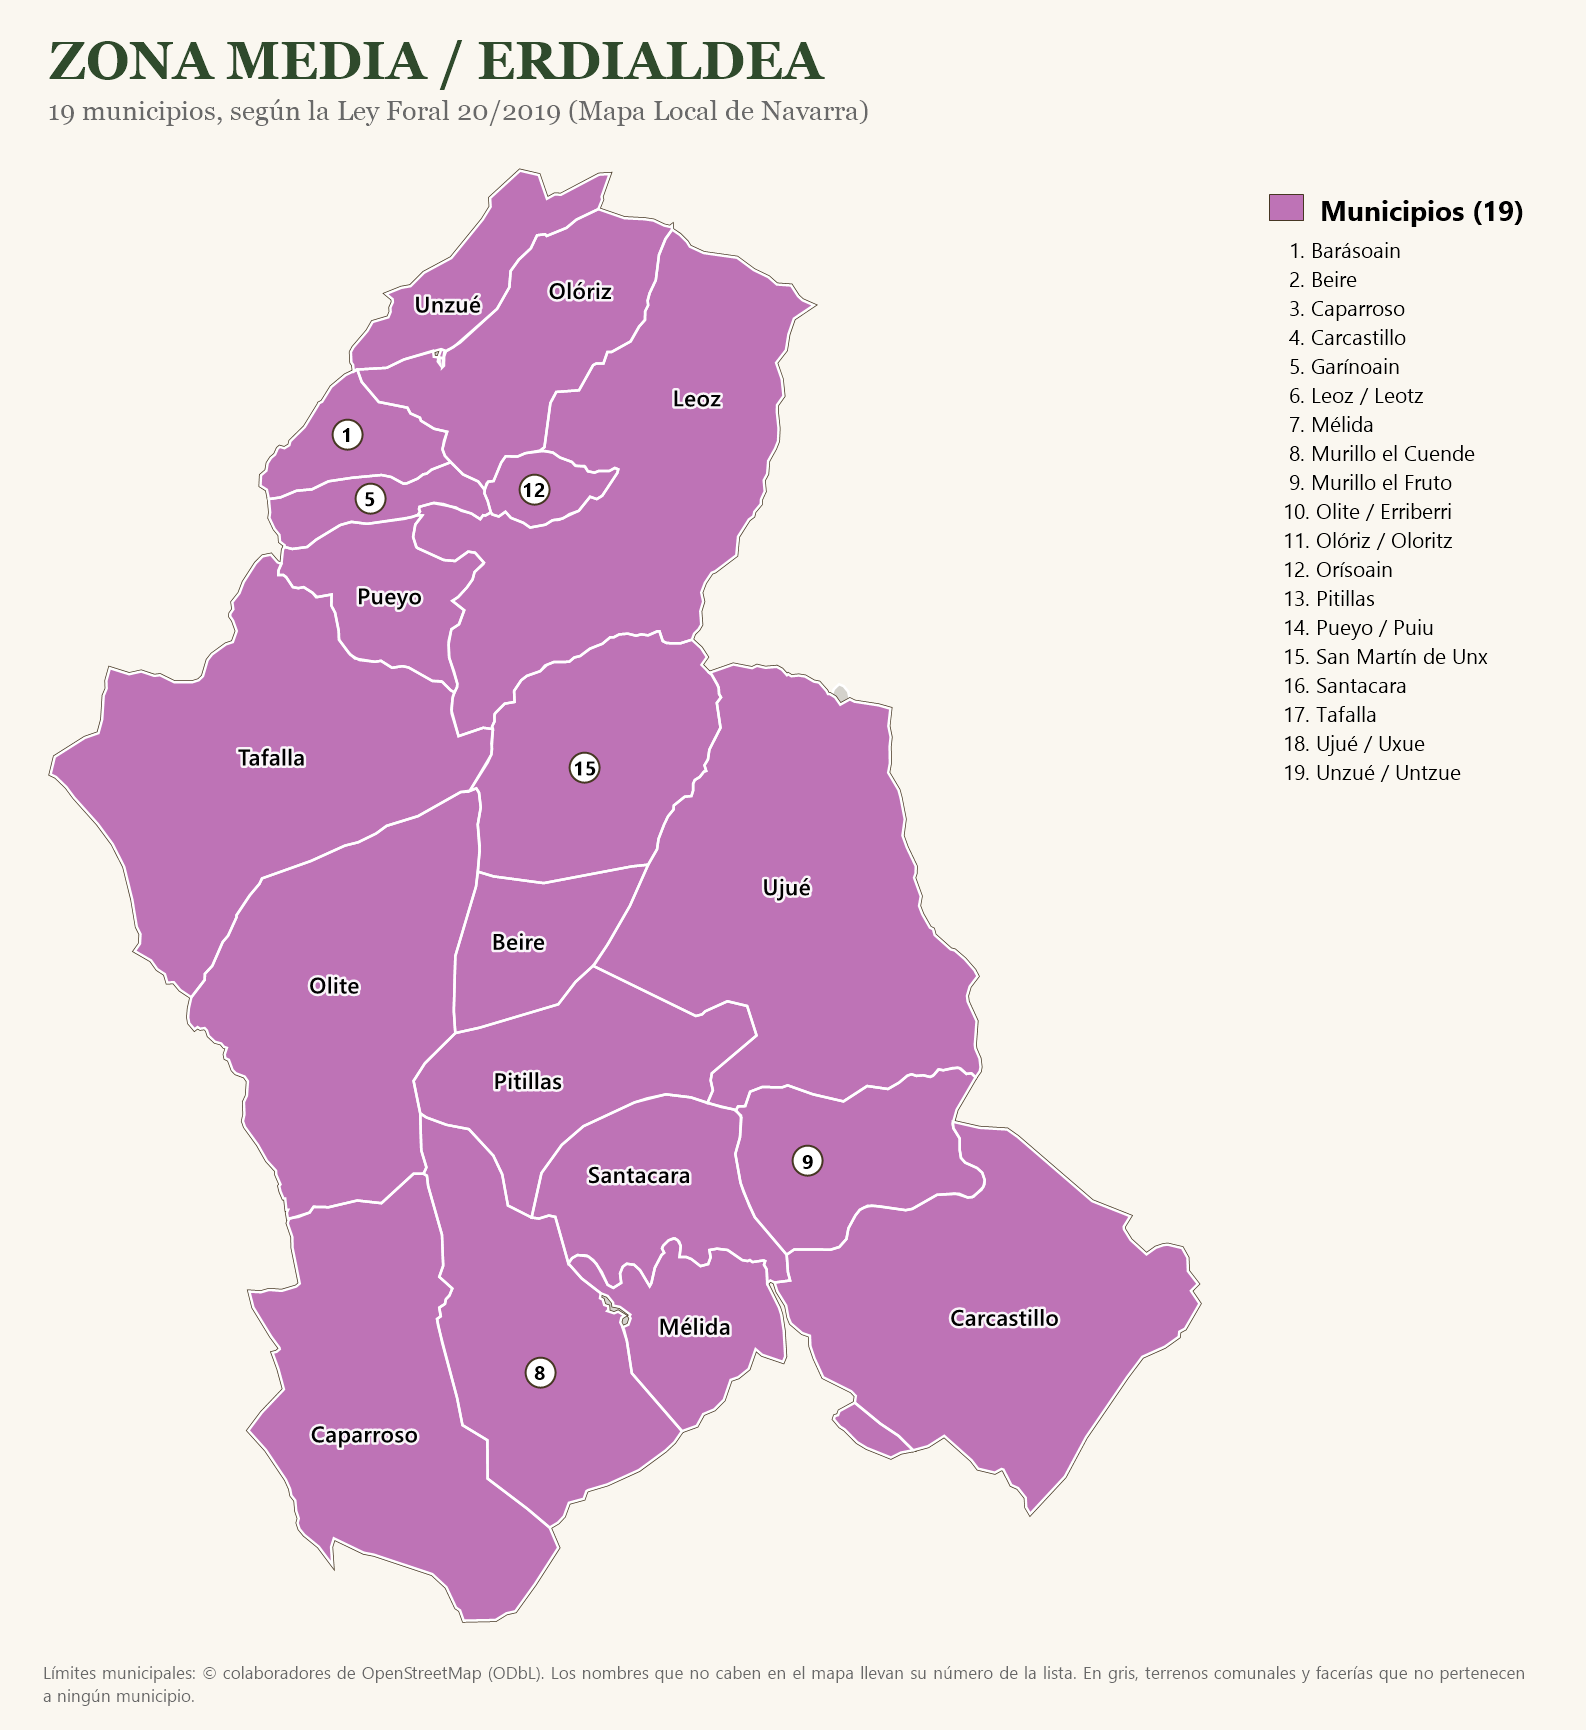 ZONA MEDIA / ERDIALDEA
19 municipios, según la Ley Foral 20/2019 (Mapa Local de Navarra)
Municipios (19)
1. Barásoain
2. Beire
3. Caparroso
4. Carcastillo
5. Garínoain
6. Leoz / Leotz
7. Mélida
8. Murillo el Cuende
9. Murillo el Fruto
10. Olite / Erriberri
11. Olóriz / Oloritz
12. Orísoain
13. Pitillas
14. Pueyo / Puiu
15. San Martín de Unx
16. Santacara
17. Tafalla
18. Ujué / Uxue
19. Unzué / Untzue
Olóriz
Unzué
Leoz
1
12
5
Pueyo
Tafalla
15
Ujué
Beire
Olite
Pitillas
9
Santacara
Carcastillo
Mélida
8
Caparroso
Límites municipales: © colaboradores de OpenStreetMap (ODbL). Los nombres que no caben en el mapa llevan su número de la lista. En gris, terrenos comunales y facerías que no pertenecen
a ningún municipio.